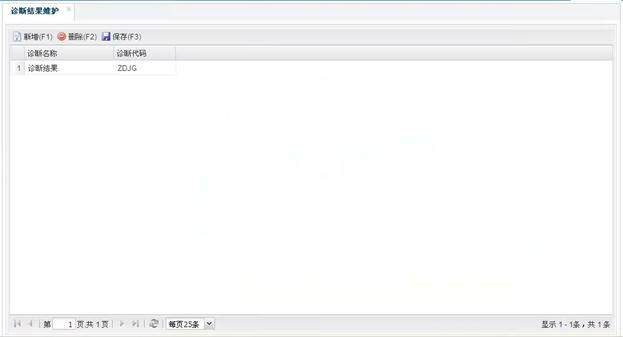 诊断结果维护
新增(F1) 删除(F2) 保存(F3)
诊断名称 诊断代码
1 诊断结果 ZDJG
第 1 页,共 1 页 每页25条 显示 1 - 1条，共 1 条